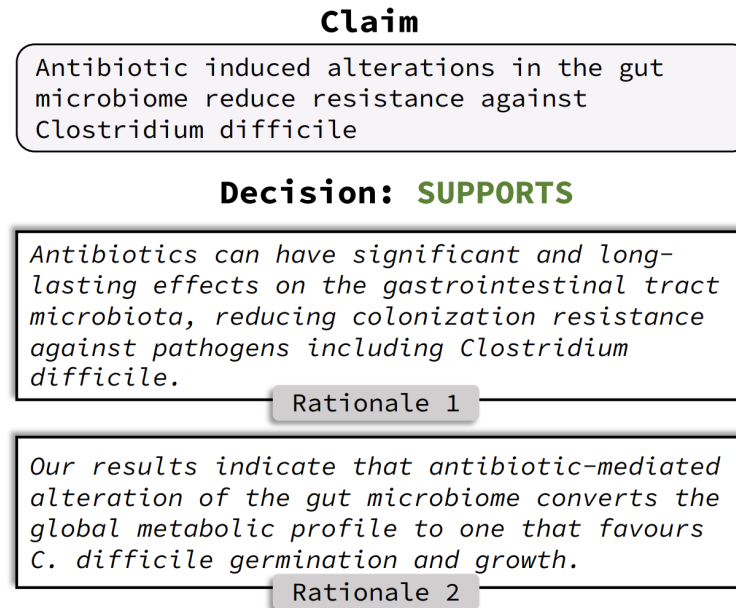 Claim
Antibiotic induced alterations in the gut
microbiome reduce resistance against
Clostridium difficile
Decision: SUPPORTS
Antibiotics can have significant and long-
lasting effects on the gastrointestinal tract
microbiota, reducing colonization resistance
against pathogens including Clostridium
difficile.
Rationale 1
Our results indicate that antibiotic-mediated
alteration of the gut microbiome converts the
global metabolic profile to one that favours
C. difficile germination and growth.
Rationale 2